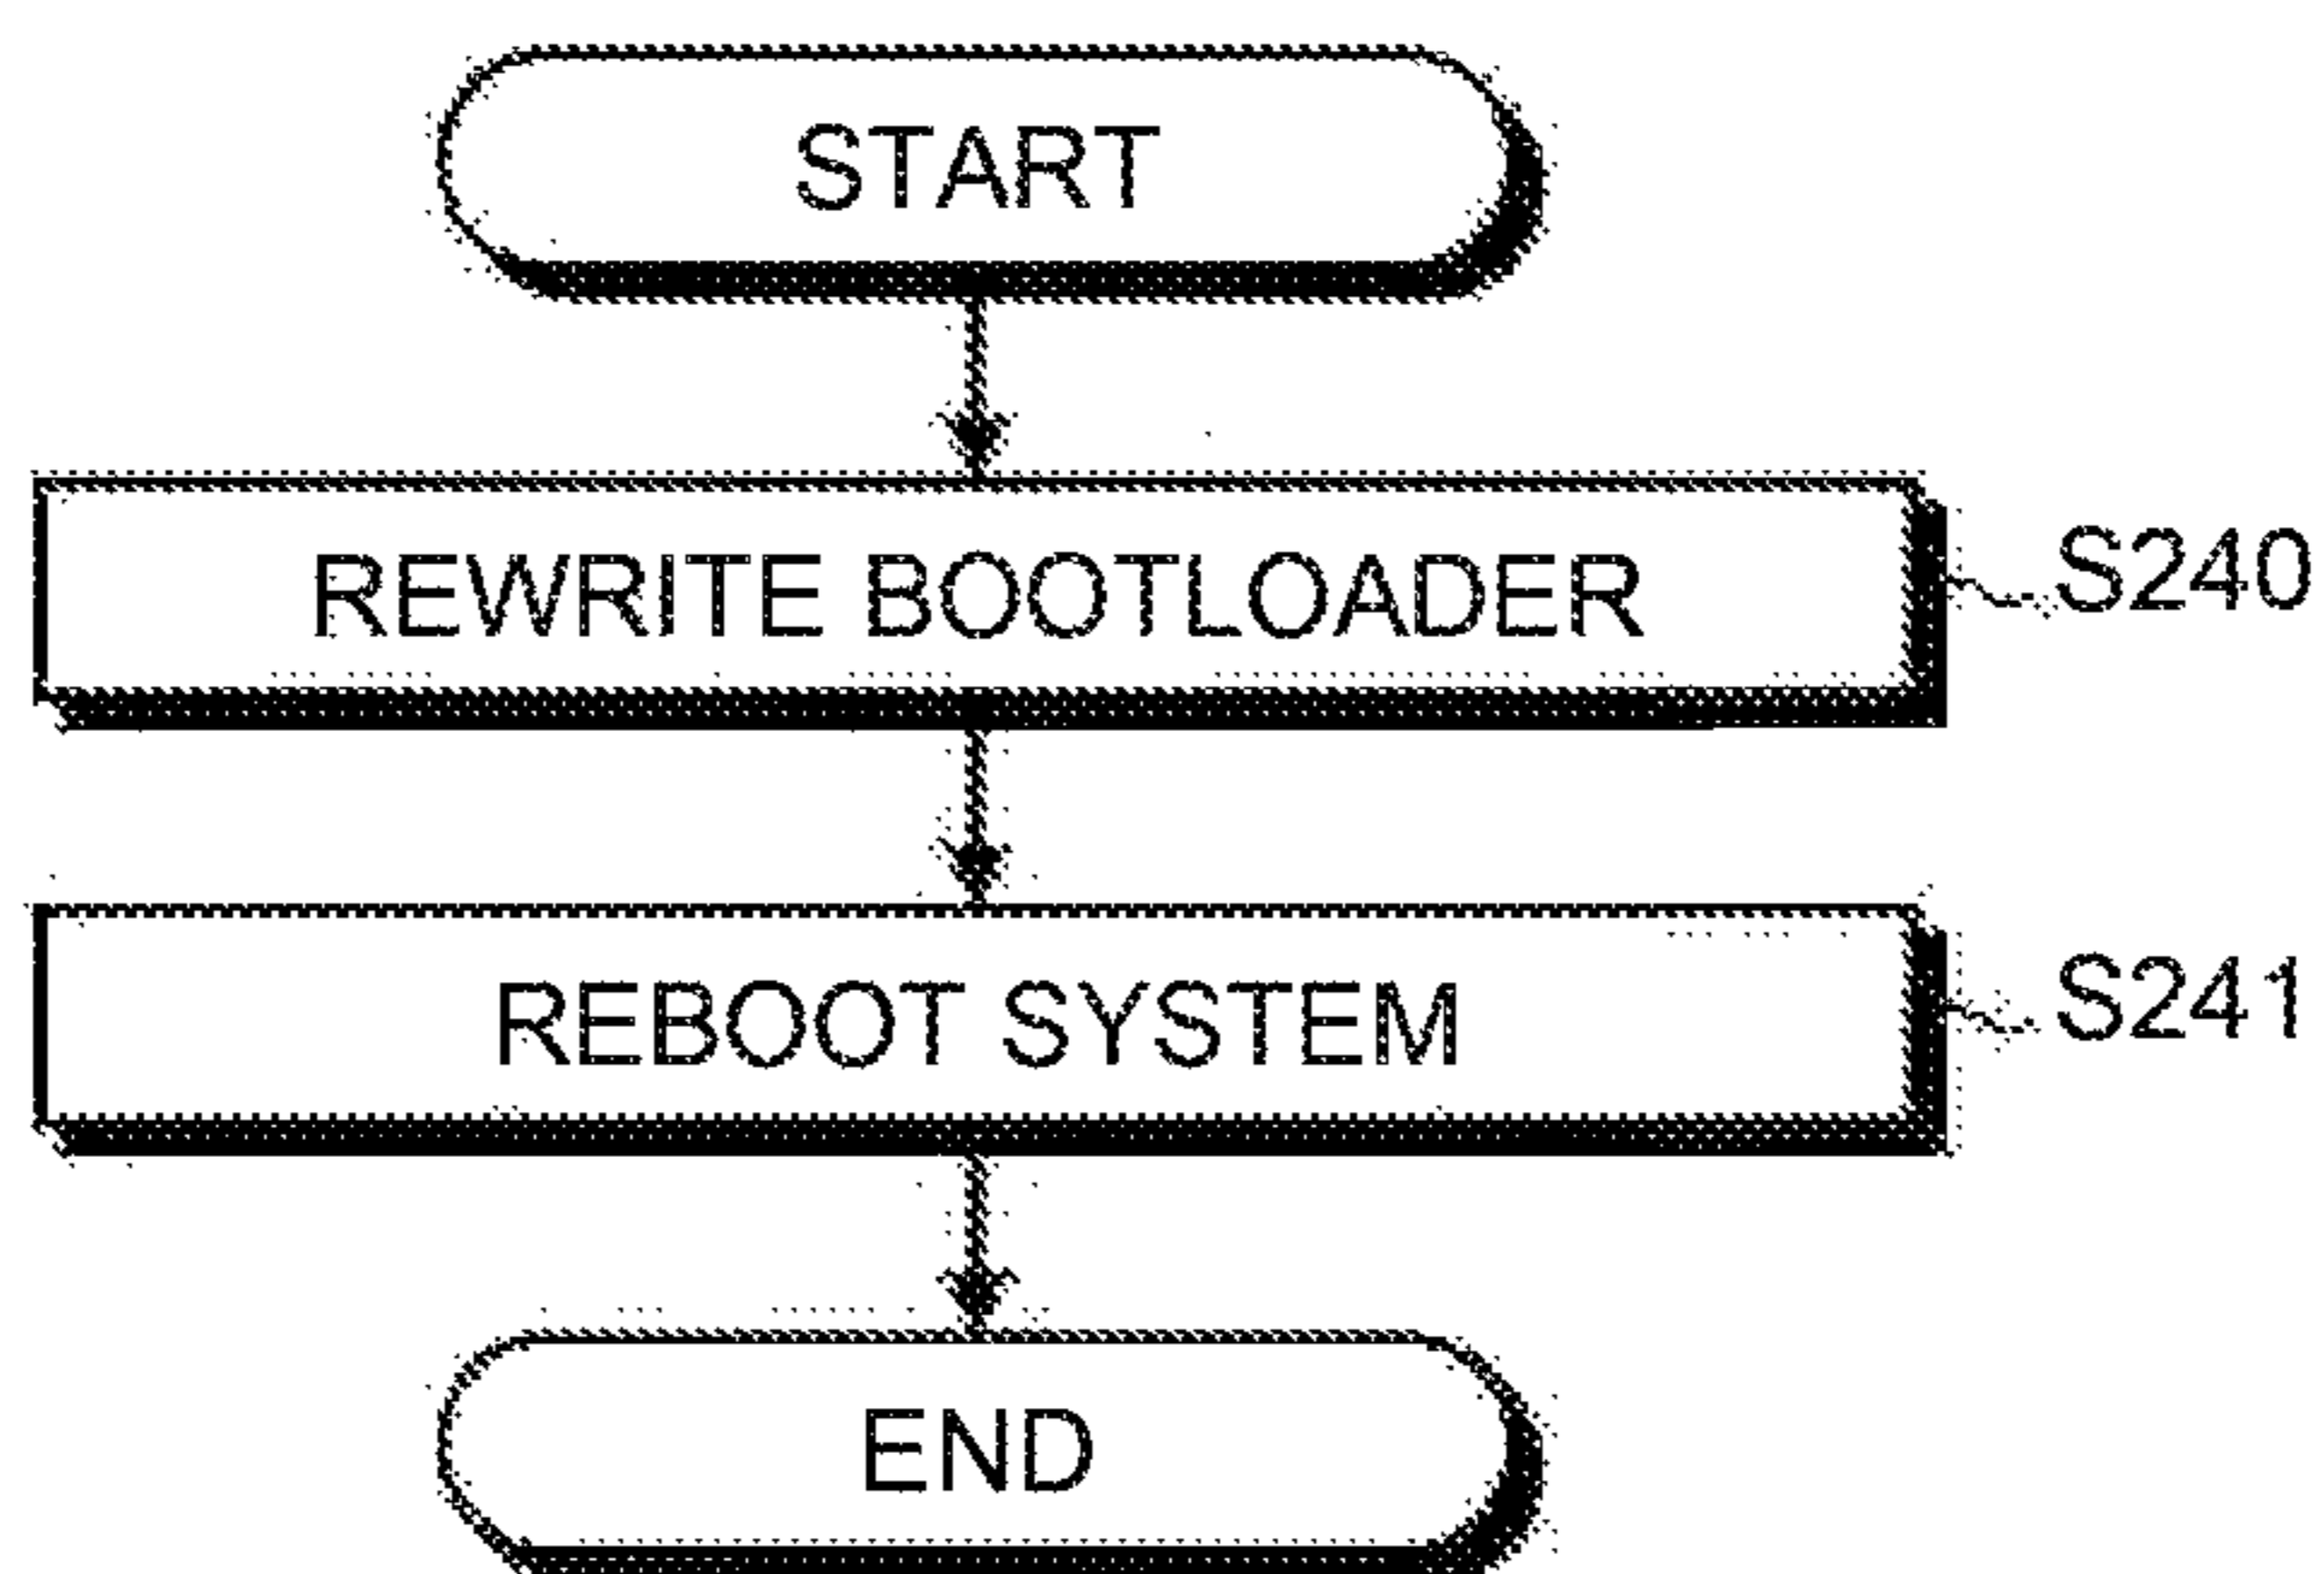 START
REWRITE BOOTLOADER
S240
REBOOT SYSTEM
S241
END